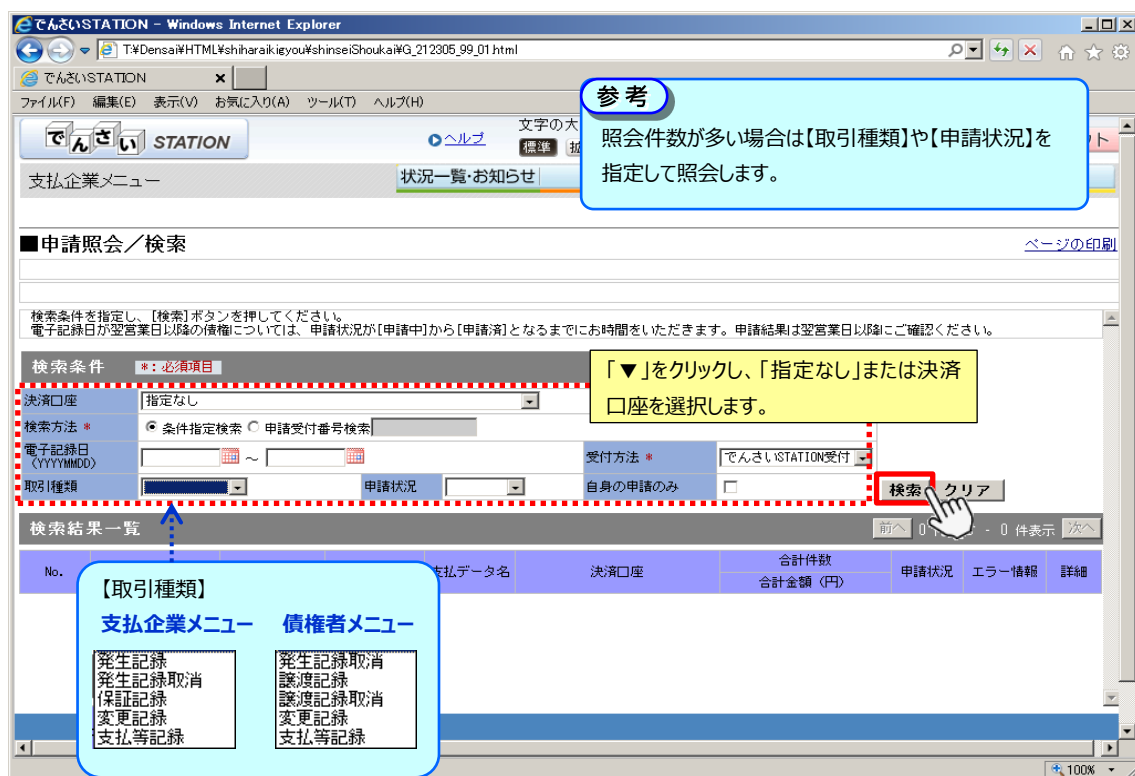 でんさいSTATION - Windows Internet Explorer
T:¥Densai¥HTML¥shiharaikigyou¥shinseiShoukai¥G_212305_99_01.html
でんさいSTATION
ファイル(F) 編集(E) 表示(V) お気に入り(A) ツール(T) ヘルプ(H)
参考
照会件数が多い場合は【取引種類】や【申請状況】を
指定して照会します。
でんさい STATION
ヘルプ
文字の大
標準
ト
支払企業メニュー
状況一覧・お知らせ
■申請照会／検索
ページの印刷
検索条件を指定し、[検索]ボタンを押してください。
電子記録日が翌営業日以降の債権については、申請状況が[申請中]から[申請済]となるまでにお時間をいただきます。申請結果は翌営業日以降にご確認ください。
検索条件 *：必須項目
「▼」をクリックし、「指定なし」または決済
口座を選択します。
決済口座 指定なし
検索方法 * 条件指定検索 申請受付番号検索
電子記録日
(YYYYMMDD) ～ 受付方法 * でんさいSTATION受付
取引種類 申請状況 自身の申請のみ
検索 クリア
検索結果一覧
前へ 0 - 0 件表示 次へ
No. 支払データ名 決済口座 合計件数 申請状況 エラー情報 詳細
合計金額（円）
【取引種類】
支払企業メニュー 債権者メニュー
発生記録
発生記録取消
保証記録
変更記録
支払等記録
発生記録取消
譲渡記録
譲渡記録取消
変更記録
支払等記録
100%